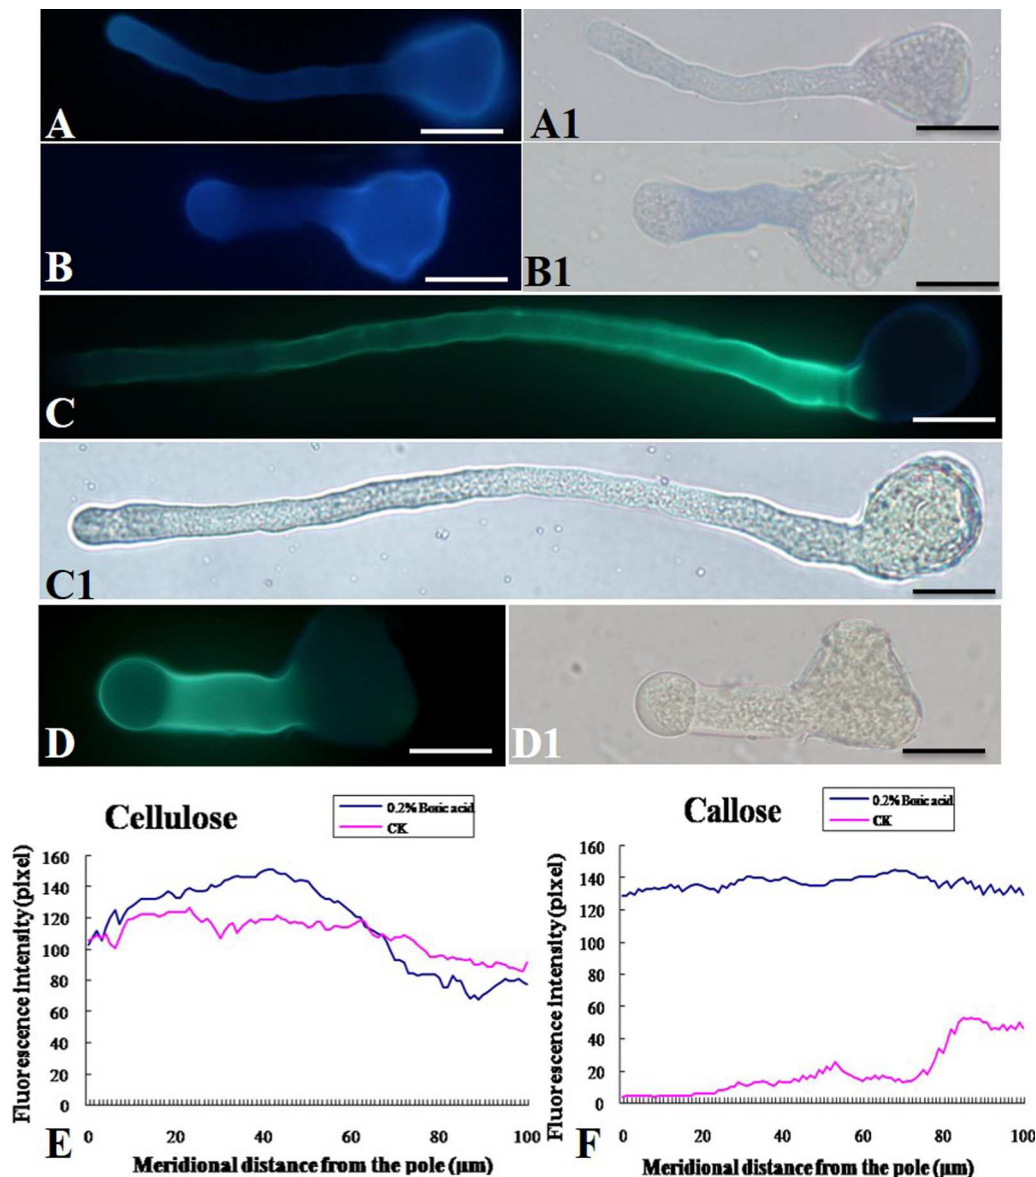 A
A1
B
B1
C
C1
D
D1
Cellulose
0.2% Boric acid
CK
Fluorescence intensity (pixel)
160
140
120
100
80
60
40
20
0
0
20
40
60
80
100
Meridional distance from the pole (μm)
E
Callose
0.2% Boric acid
CK
Fluorescence intensity (pixel)
160
140
120
100
80
60
40
20
0
0
20
40
60
80
100
Meridional distance from the pole (μm)
F